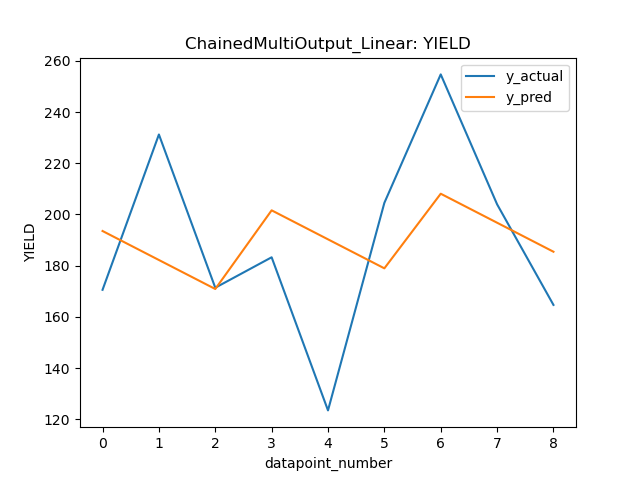 ChainedMultiOutput_Linear: YIELD
y_actual
y_pred
260
240
220
200
180
160
140
120
YIELD
0 1 2 3 4 5 6 7 8
datapoint_number